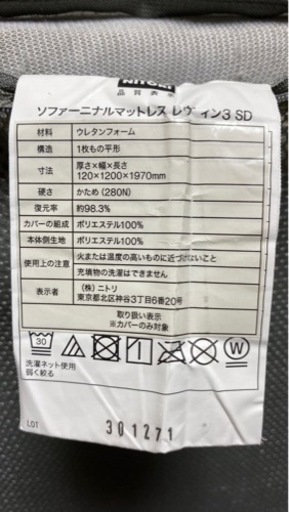 NITORI
品質表示
ソファーニナルマットレス レヴィン3 SD
材料 ウレタンフォーム
構造 1枚もの平形
寸法 厚さ×幅×長さ
120×1200×1970mm
硬さ かため(280N)
復元率 約98.3%
カバーの組成 ポリエステル100%
本体側生地 ポリエステル100%
使用上の注意 火または温度の高いものに近づけないこと
充填物の洗濯はできません
表示者 (株)ニトリ
東京都北区神谷3丁目6番20号
取り扱い表示
※カバーのみ対象
30 W
洗濯ネット使用
弱く絞る
LOT 301271